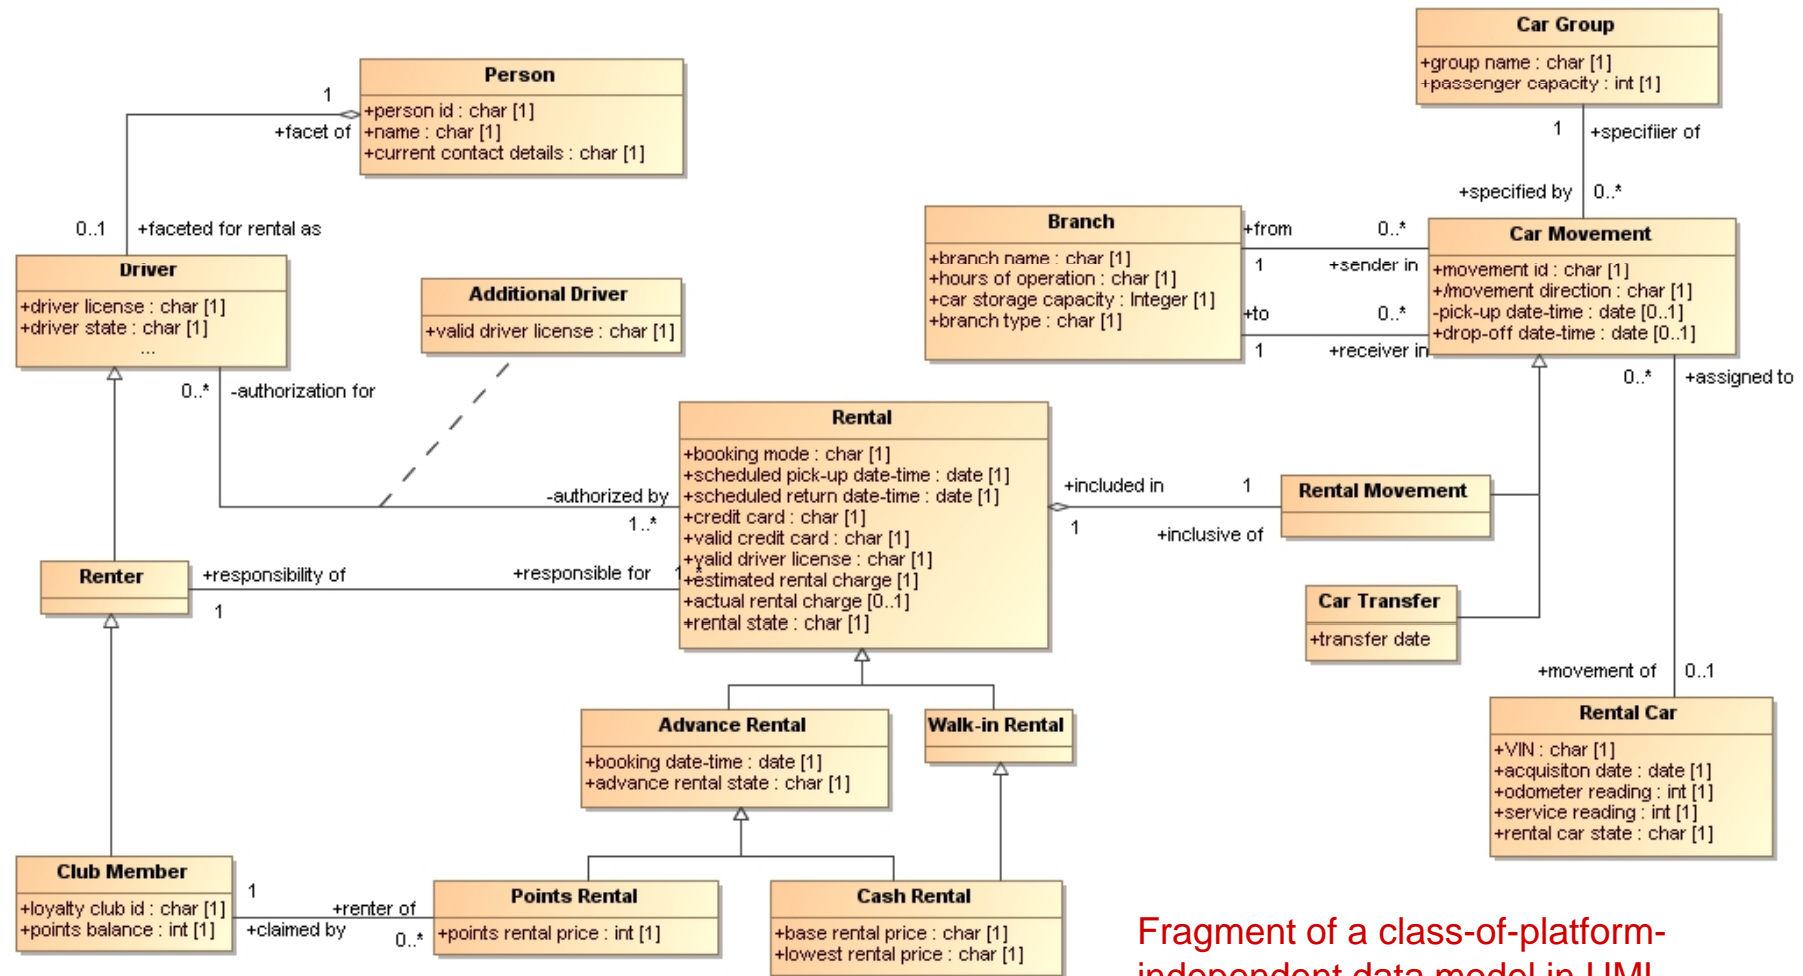 Car Group
+group name : char [1]
+passenger capacity : int [1]
Person
+person id : char [1]
+name : char [1]
+current contact details : char [1]
1
+facet of
1
+specifiier of
+specified by
0..*
0..1
+faceted for rental as
Branch
+branch name : char [1]
+hours of operation : char [1]
+car storage capacity : Integer [1]
+branch type : char [1]
+from
0..*
1
+sender in
+to
0..*
1
+receiver in
Car Movement
+movement id : char [1]
+/movement direction : char [1]
-pick-up date-time : date [0..1]
+drop-off date-time : date [0..1]
Driver
+driver license : char [1]
+driver state : char [1]
...
Additional Driver
+valid driver license : char [1]
0..*
-authorization for
0..*
+assigned to
Rental
+booking mode : char [1]
+scheduled pick-up date-time : date [1]
+scheduled return date-time : date [1]
+credit card : char [1]
+valid credit card : char [1]
+valid driver license : char [1]
+estimated rental charge [1]
+actual rental charge [0..1]
+rental state : char [1]
-authorized by
1..*
+included in
1
1
+inclusive of
Rental Movement
Renter
+responsibility of
1
+responsible for
Car Transfer
+transfer date
+movement of
0..1
Advance Rental
+booking date-time : date [1]
+advance rental state : char [1]
Walk-in Rental
Rental Car
+VIN : char [1]
+acquisiton date : date [1]
+odometer reading : int [1]
+service reading : int [1]
+rental car state : char [1]
Club Member
+loyalty club id : char [1]
+points balance : int [1]
1
+renter of
+claimed by
0..*
Points Rental
+points rental price : int [1]
Cash Rental
+base rental price : char [1]
+lowest rental price : char [1]
Fragment of a class-of-platform-
independent data model in UML